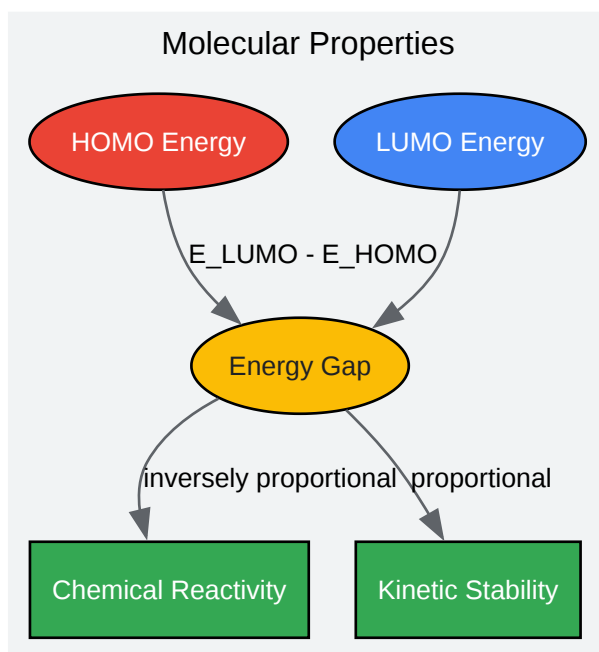 Molecular Properties
HOMO Energy
LUMO Energy
E_LUMO - E_HOMO
Energy Gap
inversely proportional
proportional
Chemical Reactivity
Kinetic Stability